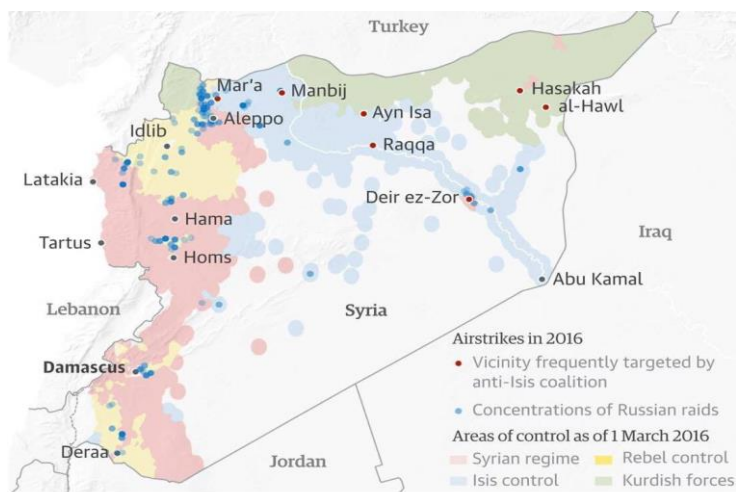 Turkey
Mar'a
Manbij
Hasakah
al-Hawl
Aleppo
Ayn Isa
Idlib
Raqqa
Latakia
Deir ez-Zor
Hama
Tartus
Iraq
Homs
Abu Kamal
Lebanon
Syria
Damascus
Deraa
Jordan
Airstrikes in 2016
Vicinity frequently targeted by
anti-Isis coalition
Concentrations of Russian raids
Areas of control as of 1 March 2016
Syrian regime
Rebel control
Isis control
Kurdish forces